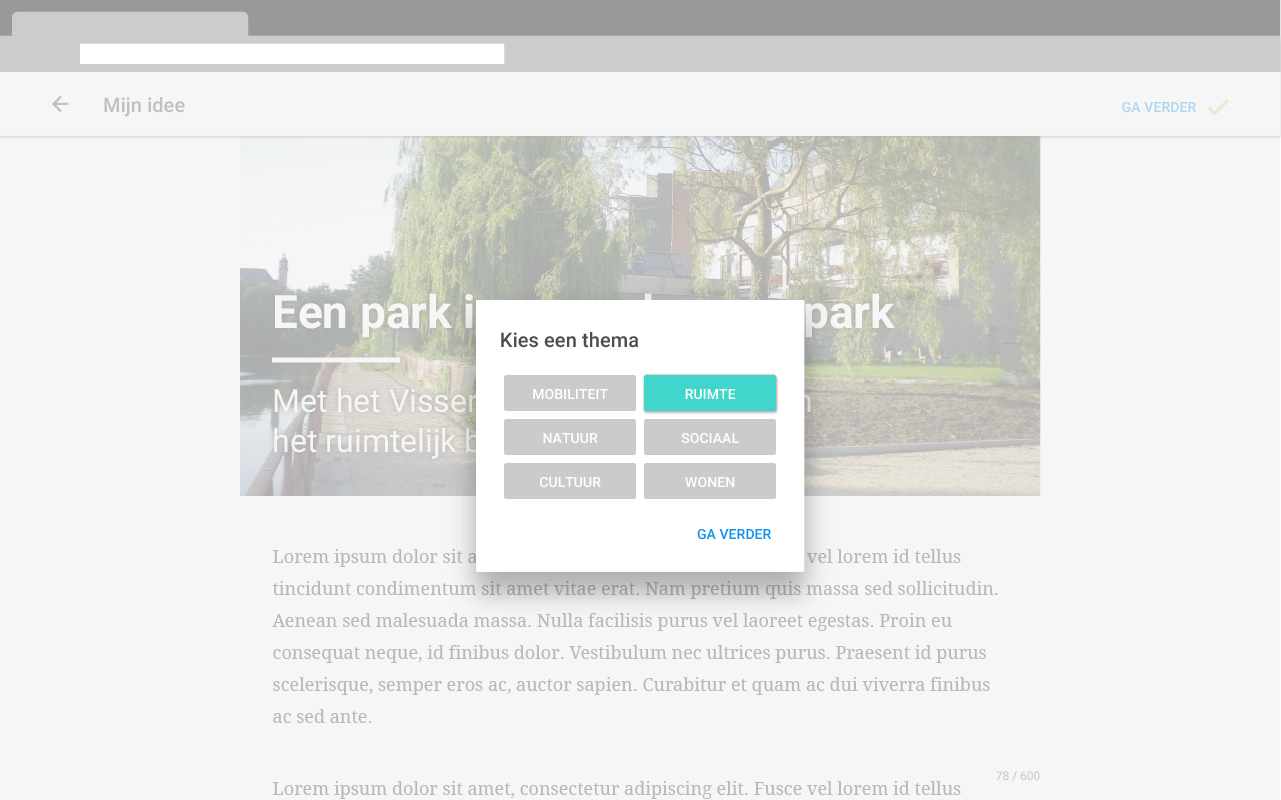 Mijn idee
GA VERDER
Een park i park
Met het Visser n
het ruimtelijk b
Kies een thema
MOBILITEIT RUIMTE
NATUUR SOCIAAL
CULTUUR WONEN
GA VERDER
Lorem ipsum dolor sit a vel lorem id tellus
tincidunt condimentum sit amet vitae erat. Nam pretium quis massa sed sollicitudin.
Aenean sed malesuada massa. Nulla facilisis purus vel laoreet egestas. Proin eu
consequat neque, id finibus dolor. Vestibulum nec ultrices purus. Praesent id purus
scelerisque, semper eros ac, auctor sapien. Curabitur et quam ac dui viverra finibus
ac sed ante.
78 / 600
Lorem ipsum dolor sit amet, consectetur adipiscing elit. Fusce vel lorem id tellus